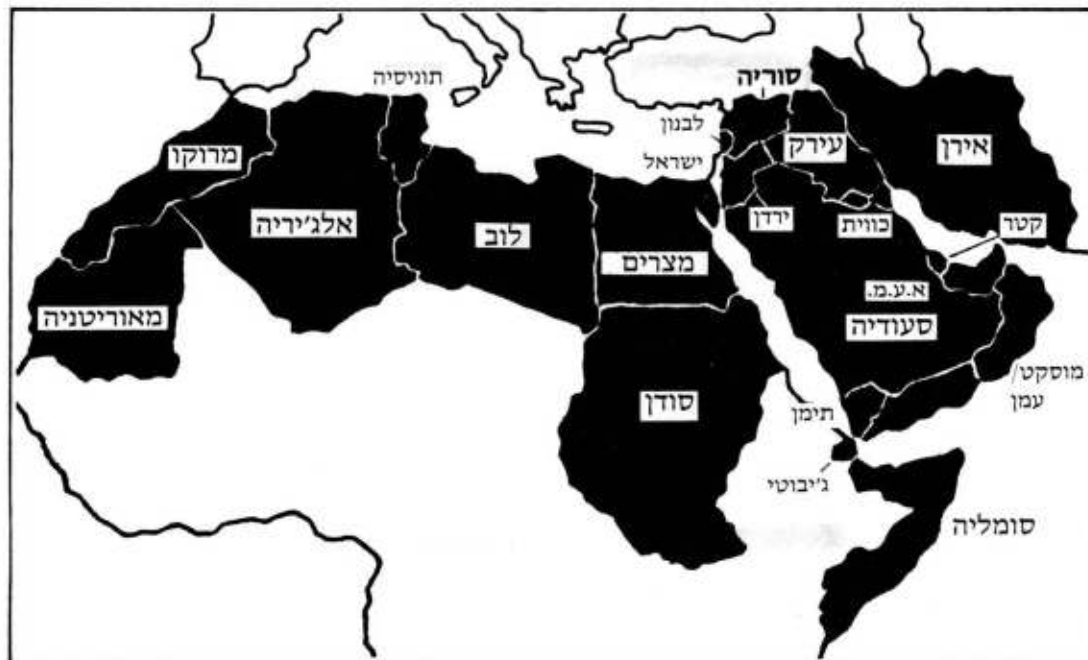 תוניסיה
סוריה
לבנון
מרוקו
עירק
אירן
ישראל
אלג'יריה
לוב
מצרים
ירדן
כווית
קטר
מאוריטניה
א.ע.מ.
סעודיה
מוסקט/
עמן
סודן
תימן
ג'יבוטי
סומליה